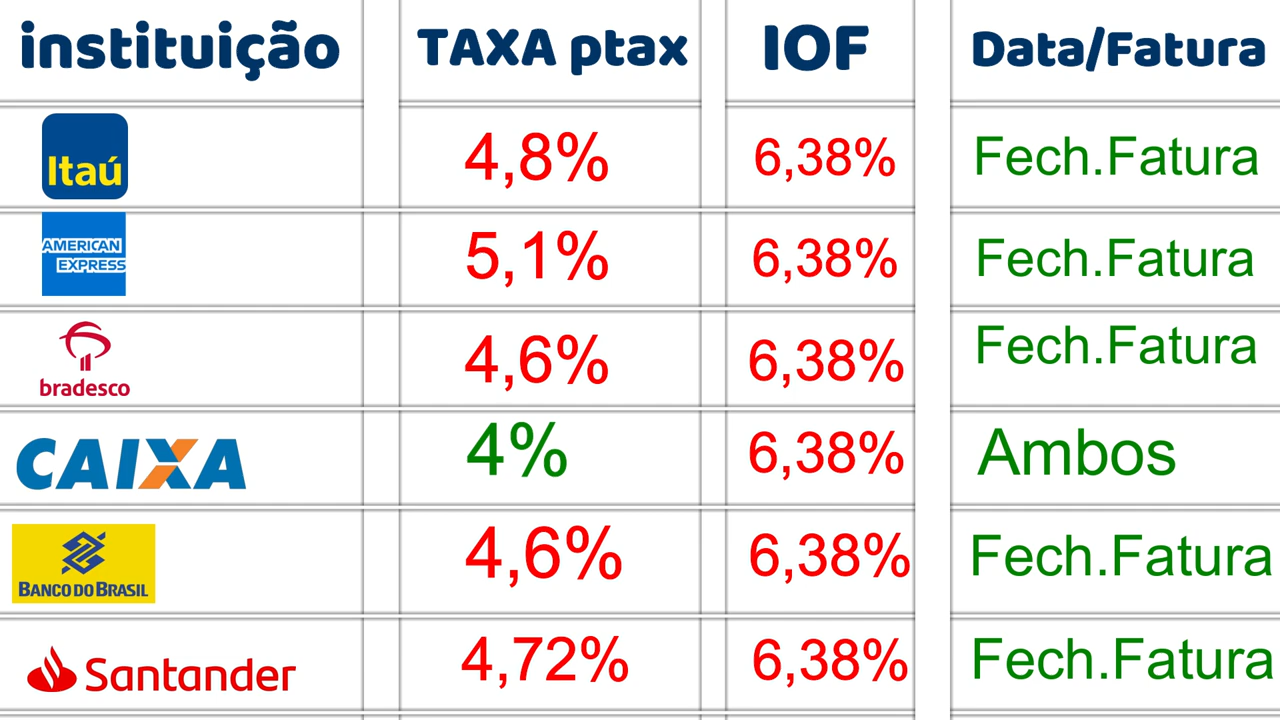 instituição TAXA ptax IOF Data/Fatura
Itaú 4,8% 6,38% Fech.Fatura
AMERICAN
EXPRESS 5,1% 6,38% Fech.Fatura
bradesco 4,6% 6,38% Fech.Fatura
CAIXA 4% 6,38% Ambos
BANCO DO BRASIL 4,6% 6,38% Fech.Fatura
Santander 4,72% 6,38% Fech.Fatura